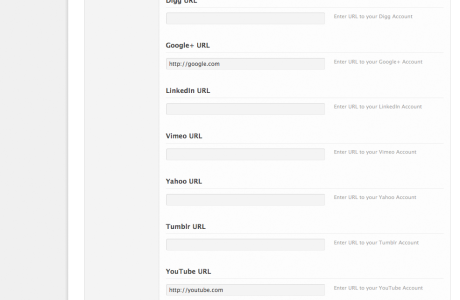 Digg URL
Enter URL to your Digg Account
Google+ URL
http://google.com
Enter URL to your Google+ Account
LinkedIn URL
Enter URL to your LinkedIn Account
Vimeo URL
Enter URL to your Vimeo Account
Yahoo URL
Enter URL to your Yahoo Account
Tumblr URL
Enter URL to your Tumblr Account
YouTube URL
http://youtube.com
Enter URL to your YouTube Account